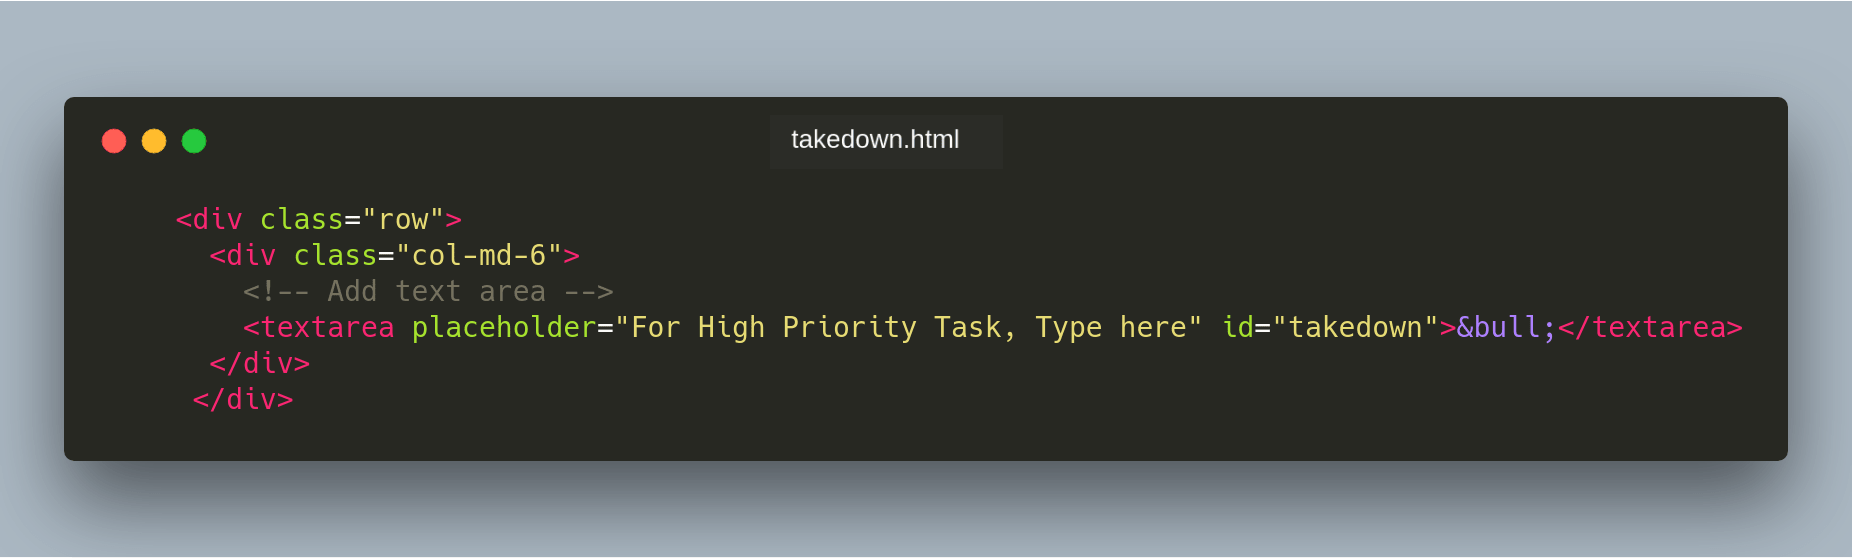 takedown.html
<div class="row">
<div class="col-md-6">
<!-- Add text area -->
<textarea placeholder="For High Priority Task, Type here" id="takedown">&bull;</textarea>
</div>
</div>